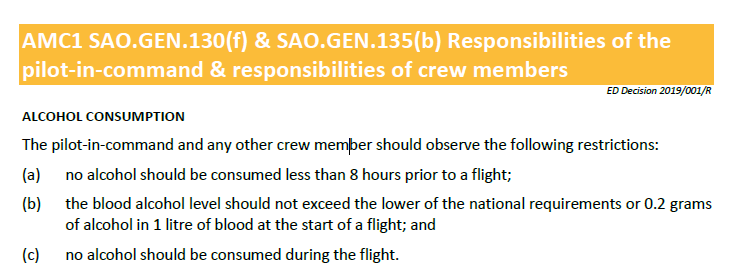 AMC1 SAO.GEN.130(f) & SAO.GEN.135(b) Responsibilities of the
pilot-in-command & responsibilities of crew members
ED Decision 2019/001/R
ALCOHOL CONSUMPTION
The pilot-in-command and any other crew member should observe the following restrictions:
(a) no alcohol should be consumed less than 8 hours prior to a flight;
(b) the blood alcohol level should not exceed the lower of the national requirements or 0.2 grams
of alcohol in 1 litre of blood at the start of a flight; and
(c) no alcohol should be consumed during the flight.